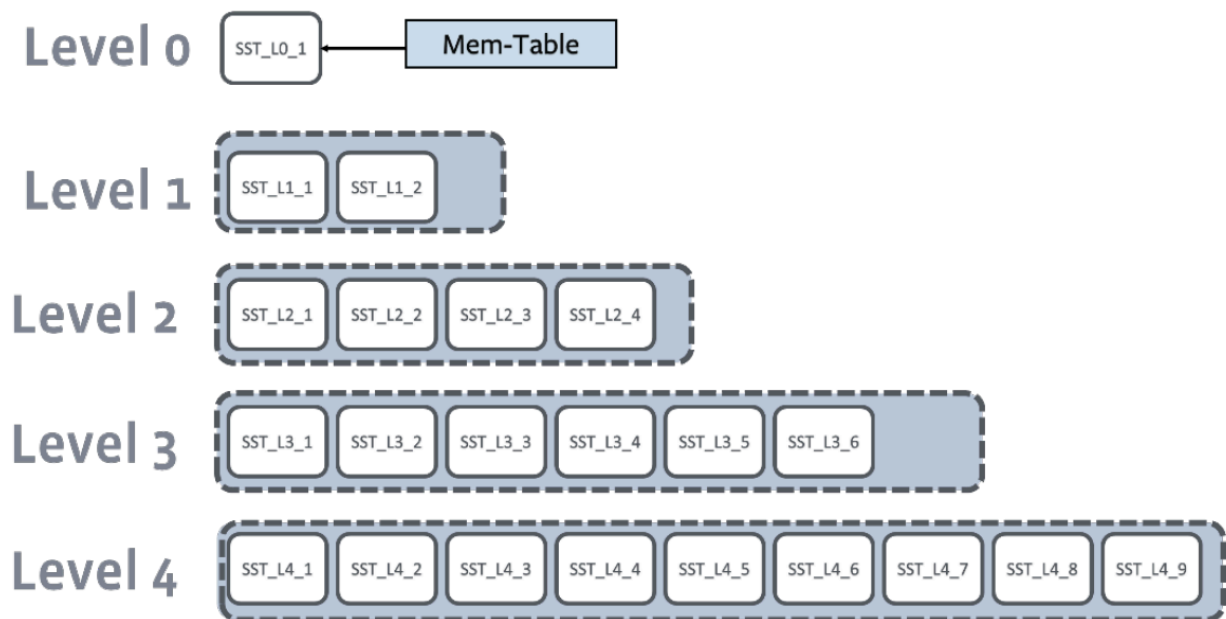 Level 0
SST_L0_1
Mem-Table
Level 1
SST_L1_1
SST_L1_2
Level 2
SST_L2_1
SST_L2_2
SST_L2_3
SST_L2_4
Level 3
SST_L3_1
SST_L3_2
SST_L3_3
SST_L3_4
SST_L3_5
SST_L3_6
Level 4
SST_L4_1
SST_L4_2
SST_L4_3
SST_L4_4
SST_L4_5
SST_L4_6
SST_L4_7
SST_L4_8
SST_L4_9